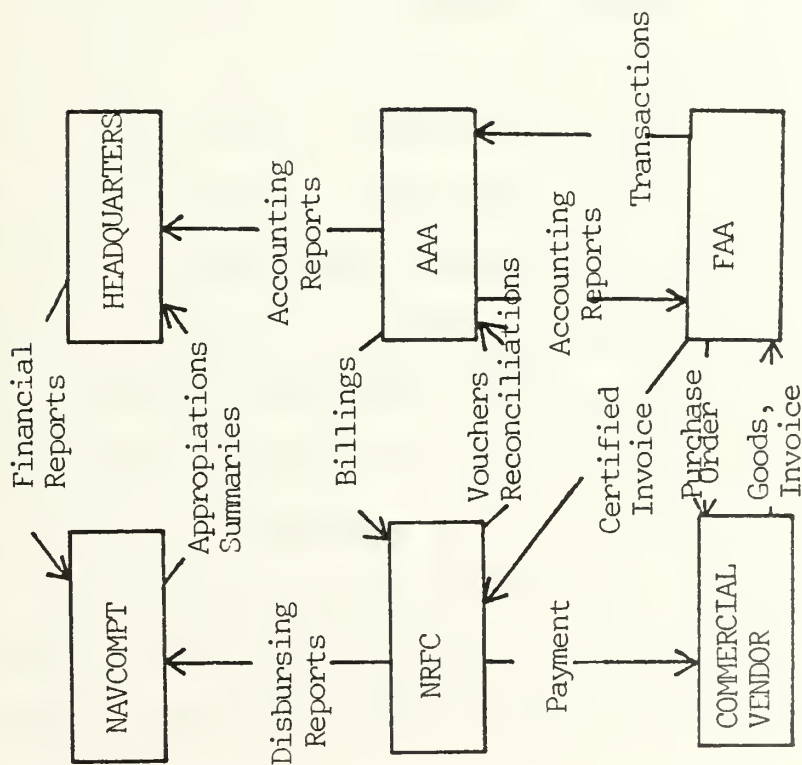 Financial
Reports
NAVCOMPT
HEADQUARTERS
Appropiations
Summaries
Disbursing
Reports
Accounting
Reports
Billings
NRFC
AAA
Vouchers
Reconciliations
Payment
Certified
Invoice
Accounting
Reports
Transactions
Purchase
Order
COMMERCIAL
VENDOR
FAA
Goods,
Invoice